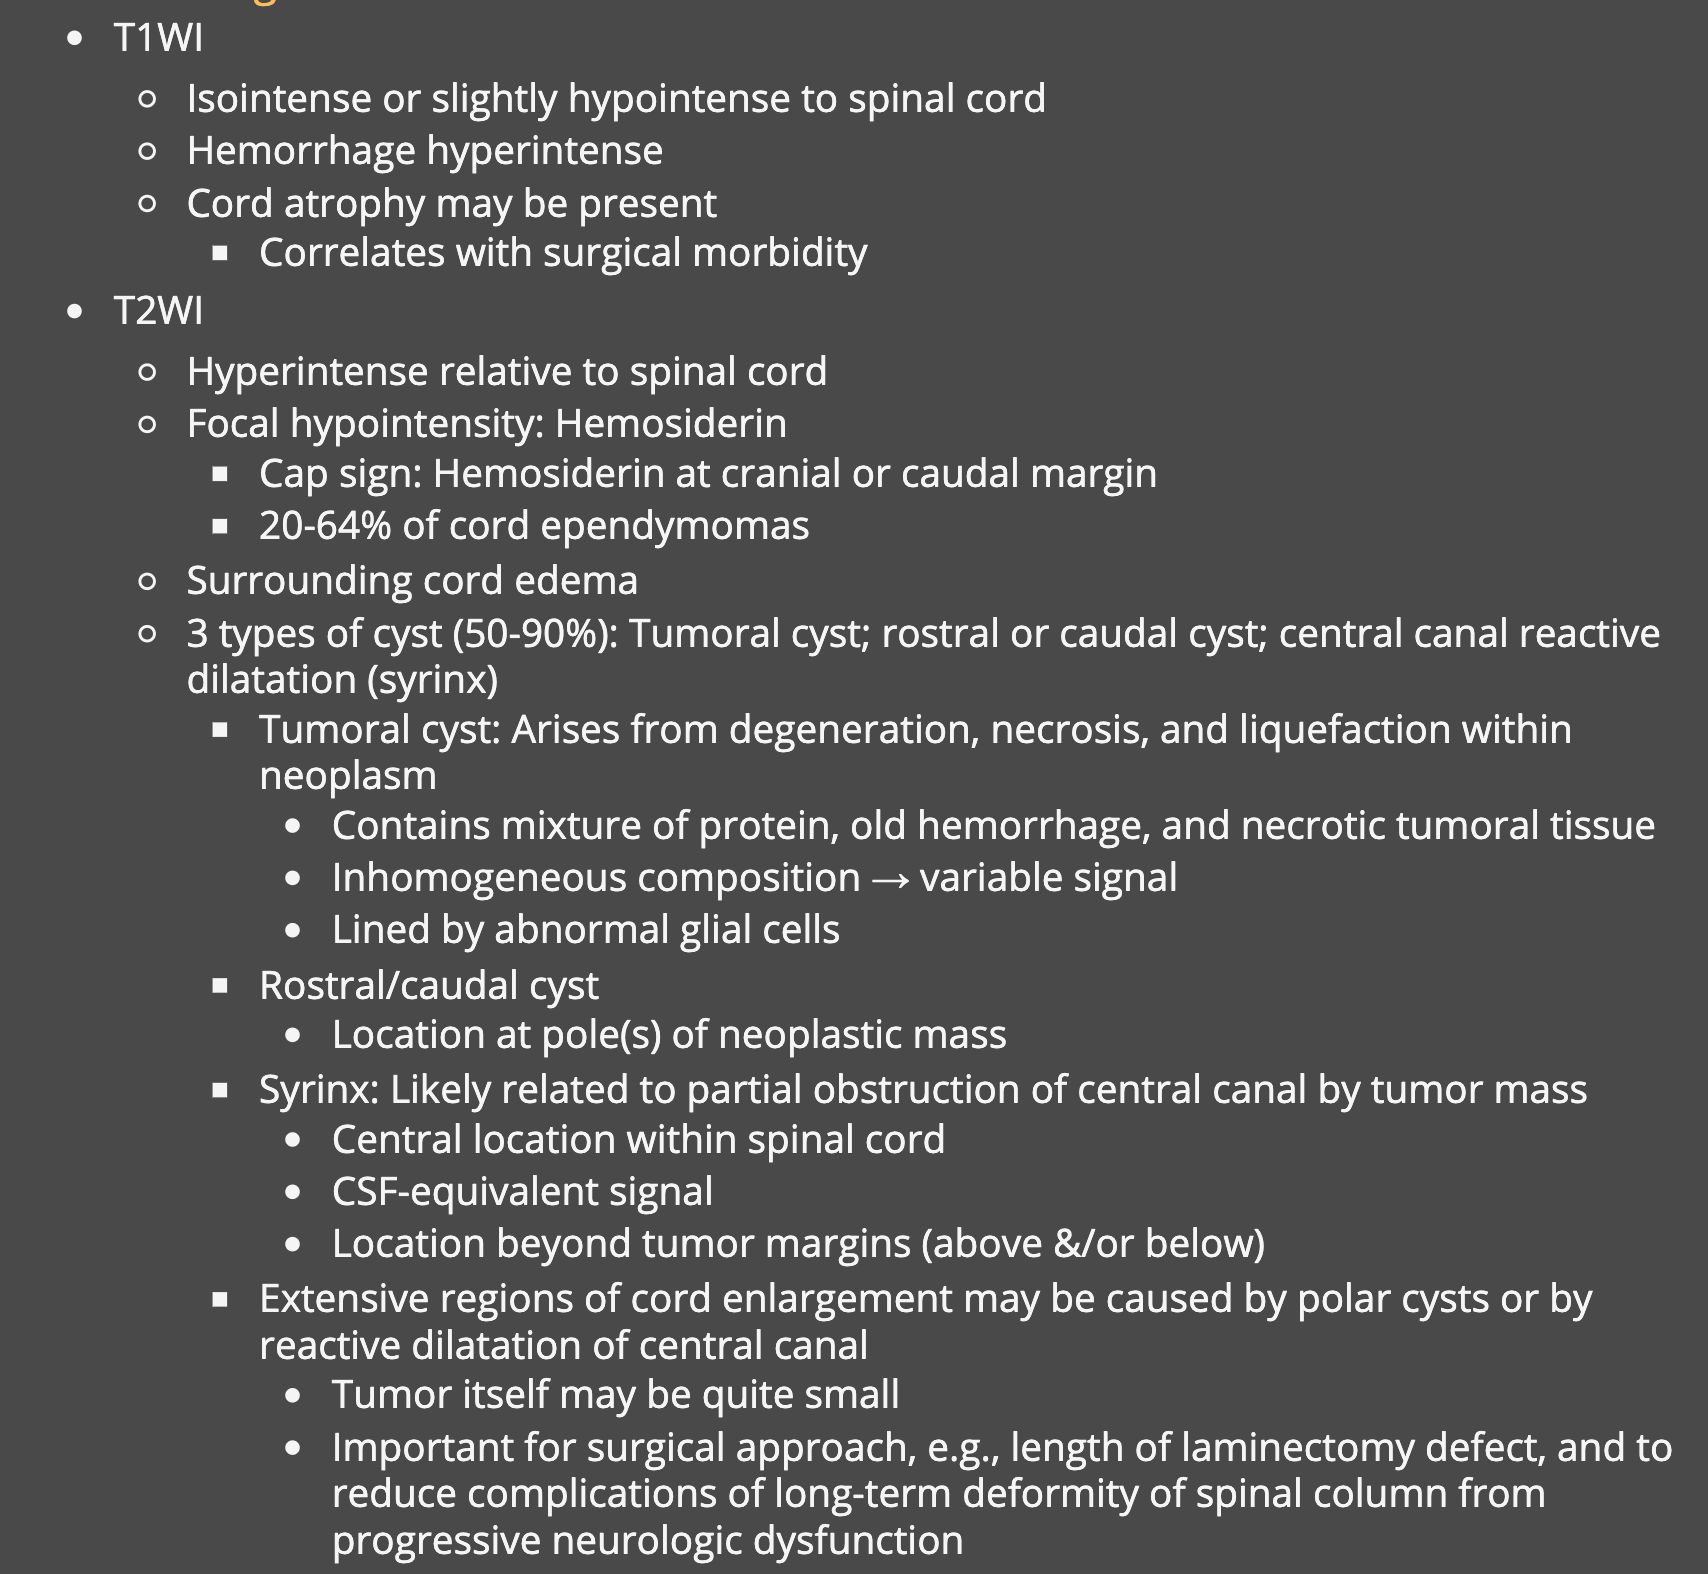 T1WI
Isointense or slightly hypointense to spinal cord
Hemorrhage hyperintense
Cord atrophy may be present
Correlates with surgical morbidity
T2WI
Hyperintense relative to spinal cord
Focal hypointensity: Hemosiderin
Cap sign: Hemosiderin at cranial or caudal margin
20-64% of cord ependymomas
Surrounding cord edema
3 types of cyst (50-90%): Tumoral cyst; rostral or caudal cyst; central canal reactive
dilatation (syrinx)
Tumoral cyst: Arises from degeneration, necrosis, and liquefaction within
neoplasm
Contains mixture of protein, old hemorrhage, and necrotic tumoral tissue
Inhomogeneous composition → variable signal
Lined by abnormal glial cells
Rostral/caudal cyst
Location at pole(s) of neoplastic mass
Syrinx: Likely related to partial obstruction of central canal by tumor mass
Central location within spinal cord
CSF-equivalent signal
Location beyond tumor margins (above &/or below)
Extensive regions of cord enlargement may be caused by polar cysts or by
reactive dilatation of central canal
Tumor itself may be quite small
Important for surgical approach, e.g., length of laminectomy defect, and to
reduce complications of long-term deformity of spinal column from
progressive neurologic dysfunction